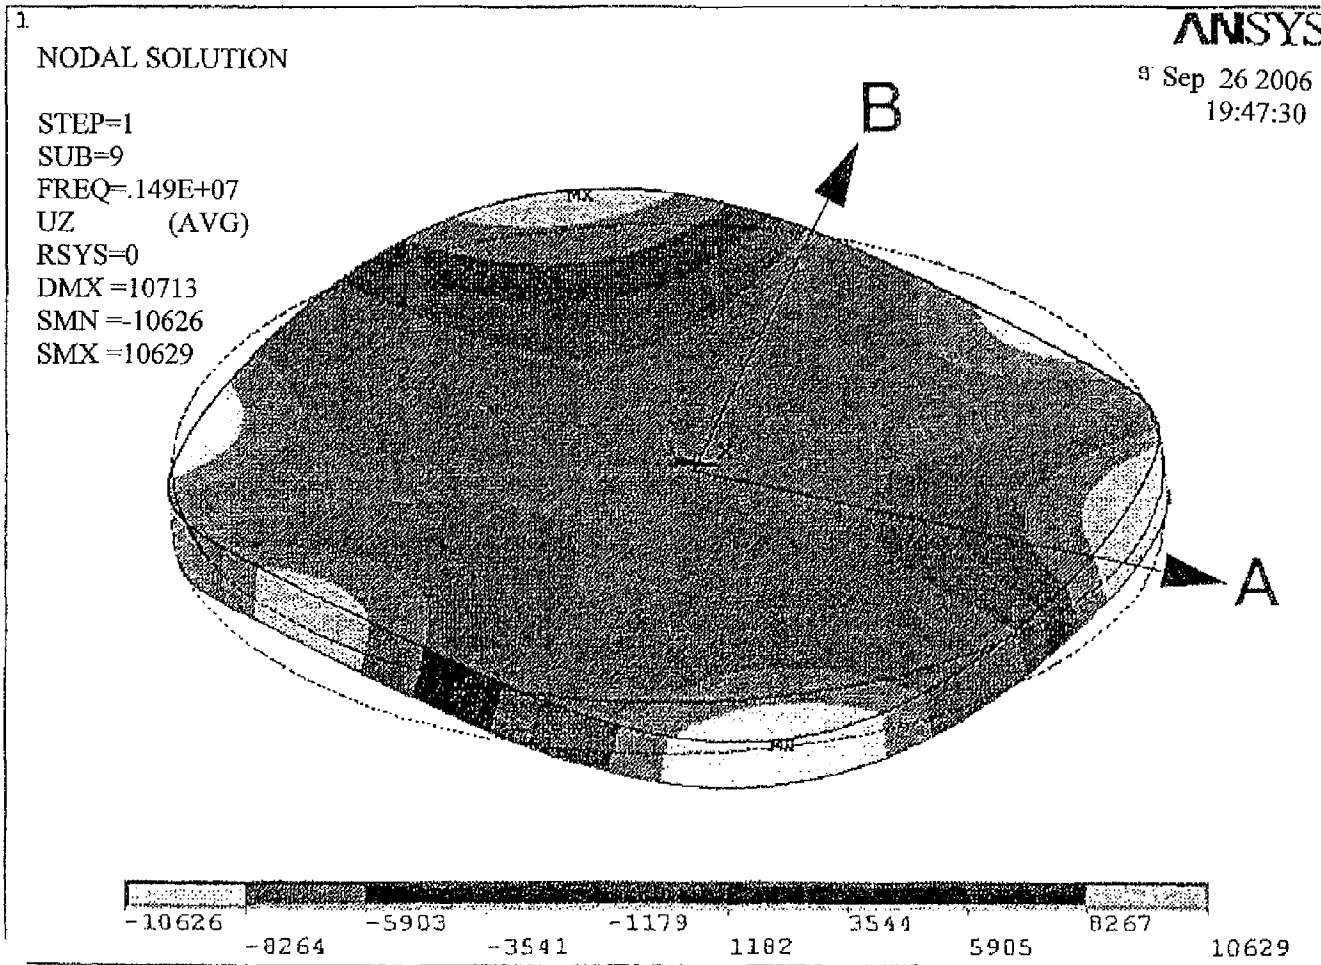 1
ANSYS
NODAL SOLUTION
Sep 26 2006
19:47:30
STEP=1
SUB=9
FREQ=.149E+07
UZ (AVG)
RSYS=0
DMX =10713
SMN =-10626
SMX =10629
B
MX
A
MN
-10626 -5903 -1179 3544 8267
-8264 -3541 1182 5905 10629